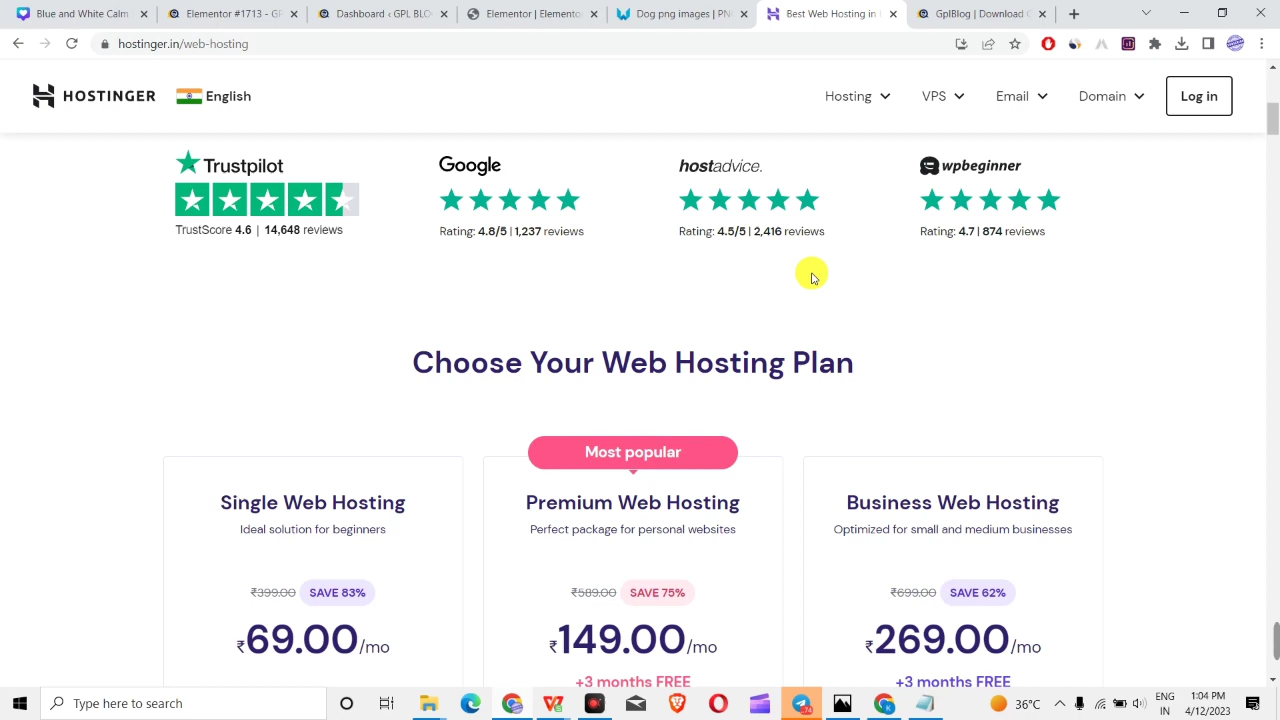 Welcome - White Lab
Elementor #1713 - GP
Danacard ‹ GPL BLOG
Elementor | Elemento
Dog png images | PN
Best Web Hosting in
GplBlog | Download
hostinger.in/web-hosting
HOSTINGER English Hosting VPS Email Domain Log in
Trustpilot Google hostadvice. wpbeginner
TrustScore 4.6 | 14,648 reviews
Rating: 4.8/5 | 1,237 reviews
Rating: 4.5/5 | 2,416 reviews
Rating: 4.7 | 874 reviews
Choose Your Web Hosting Plan
Most popular
Single Web Hosting
Ideal solution for beginners
₹399.00 SAVE 83%
₹69.00/mo
Premium Web Hosting
Perfect package for personal websites
₹589.00 SAVE 75%
₹149.00/mo
+3 months FREE
Business Web Hosting
Optimized for small and medium businesses
₹699.00 SAVE 62%
₹269.00/mo
+3 months FREE
Type here to search
36°C
ENG
IN
1:04 PM
4/12/2023